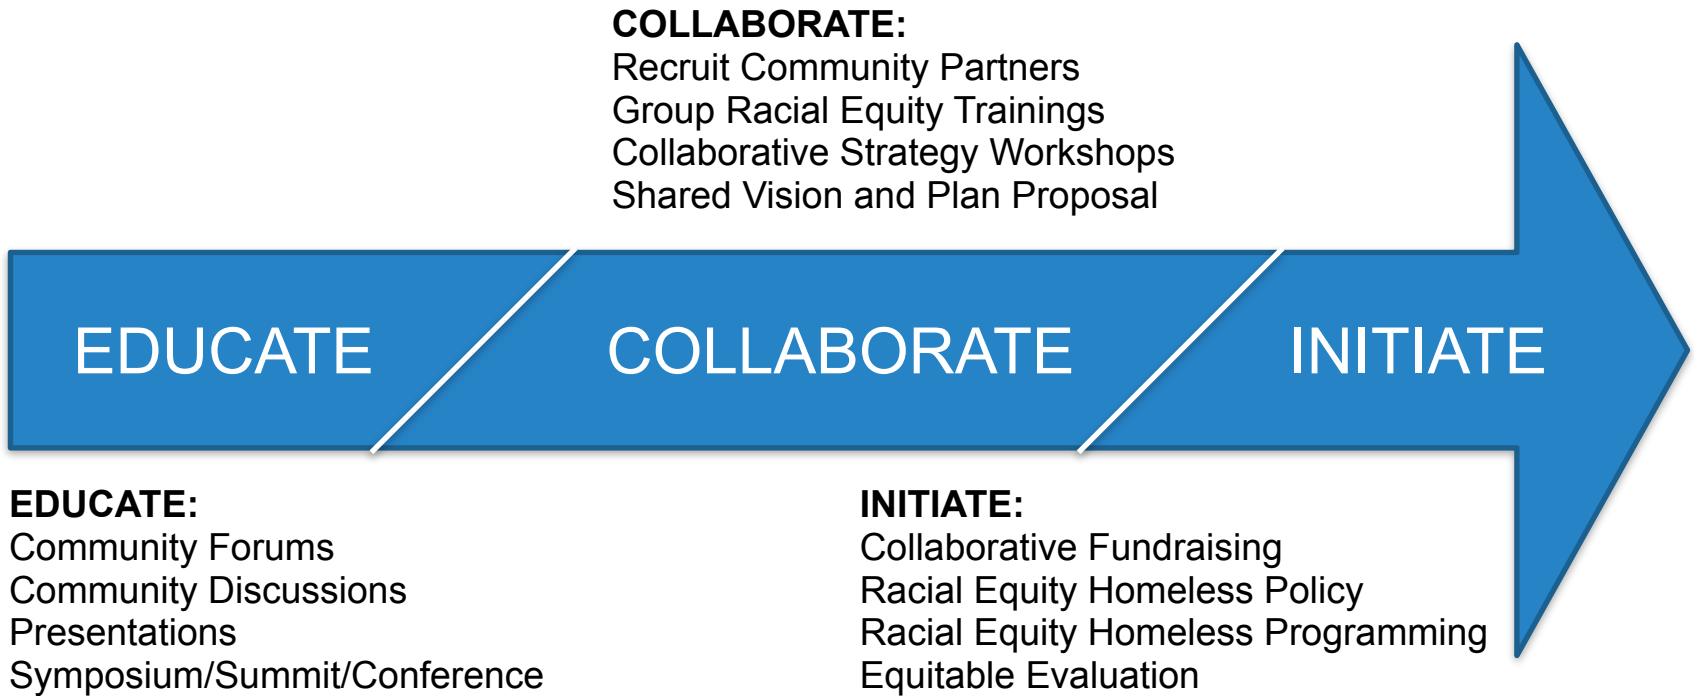 COLLABORATE:
Recruit Community Partners
Group Racial Equity Trainings
Collaborative Strategy Workshops
Shared Vision and Plan Proposal
EDUCATE
COLLABORATE
INITIATE
EDUCATE:
Community Forums
Community Discussions
Presentations
Symposium/Summit/Conference
INITIATE:
Collaborative Fundraising
Racial Equity Homeless Policy
Racial Equity Homeless Programming
Equitable Evaluation